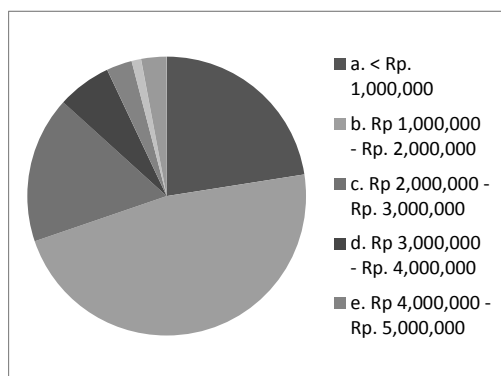 a. < Rp.
1,000,000
b. Rp 1,000,000
- Rp. 2,000,000
c. Rp 2,000,000 -
Rp. 3,000,000
d. Rp 3,000,000
- Rp. 4,000,000
e. Rp 4,000,000 -
Rp. 5,000,000